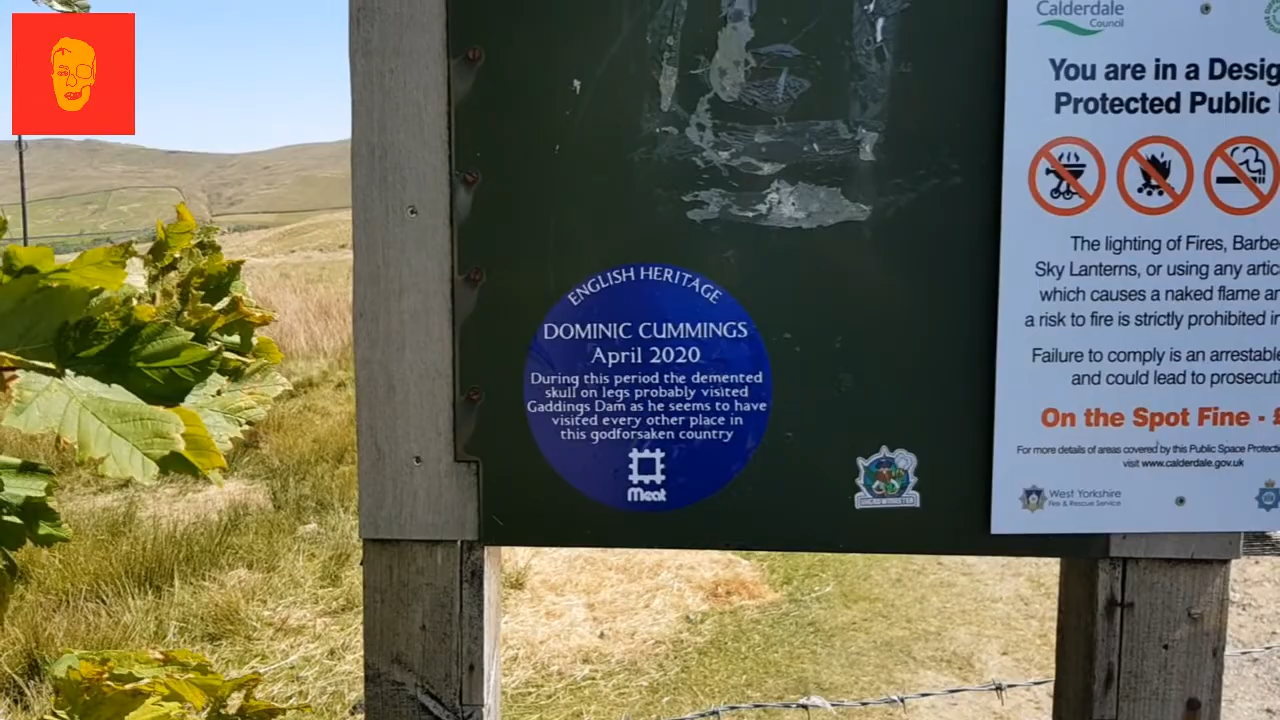 ENGLISH HERITAGE
DOMINIC CUMMINGS
April 2020
During this period the demented
skull on legs probably visited
Gaddings Dam as he seems to have
visited every other place in
this godforsaken country
Meat
Calderdale
Council
You are in a Desig
Protected Public
The lighting of Fires, Barbe
Sky Lanterns, or using any artic
which causes a naked flame a
a risk to fire is strictly prohibited i
Failure to comply is an arrestable
and could lead to prosecuti
On the Spot Fine - £
For more details of areas covered by this Public Space Protecti
visit www.calderdale.gov.uk
West Yorkshire
Fire & Rescue Service